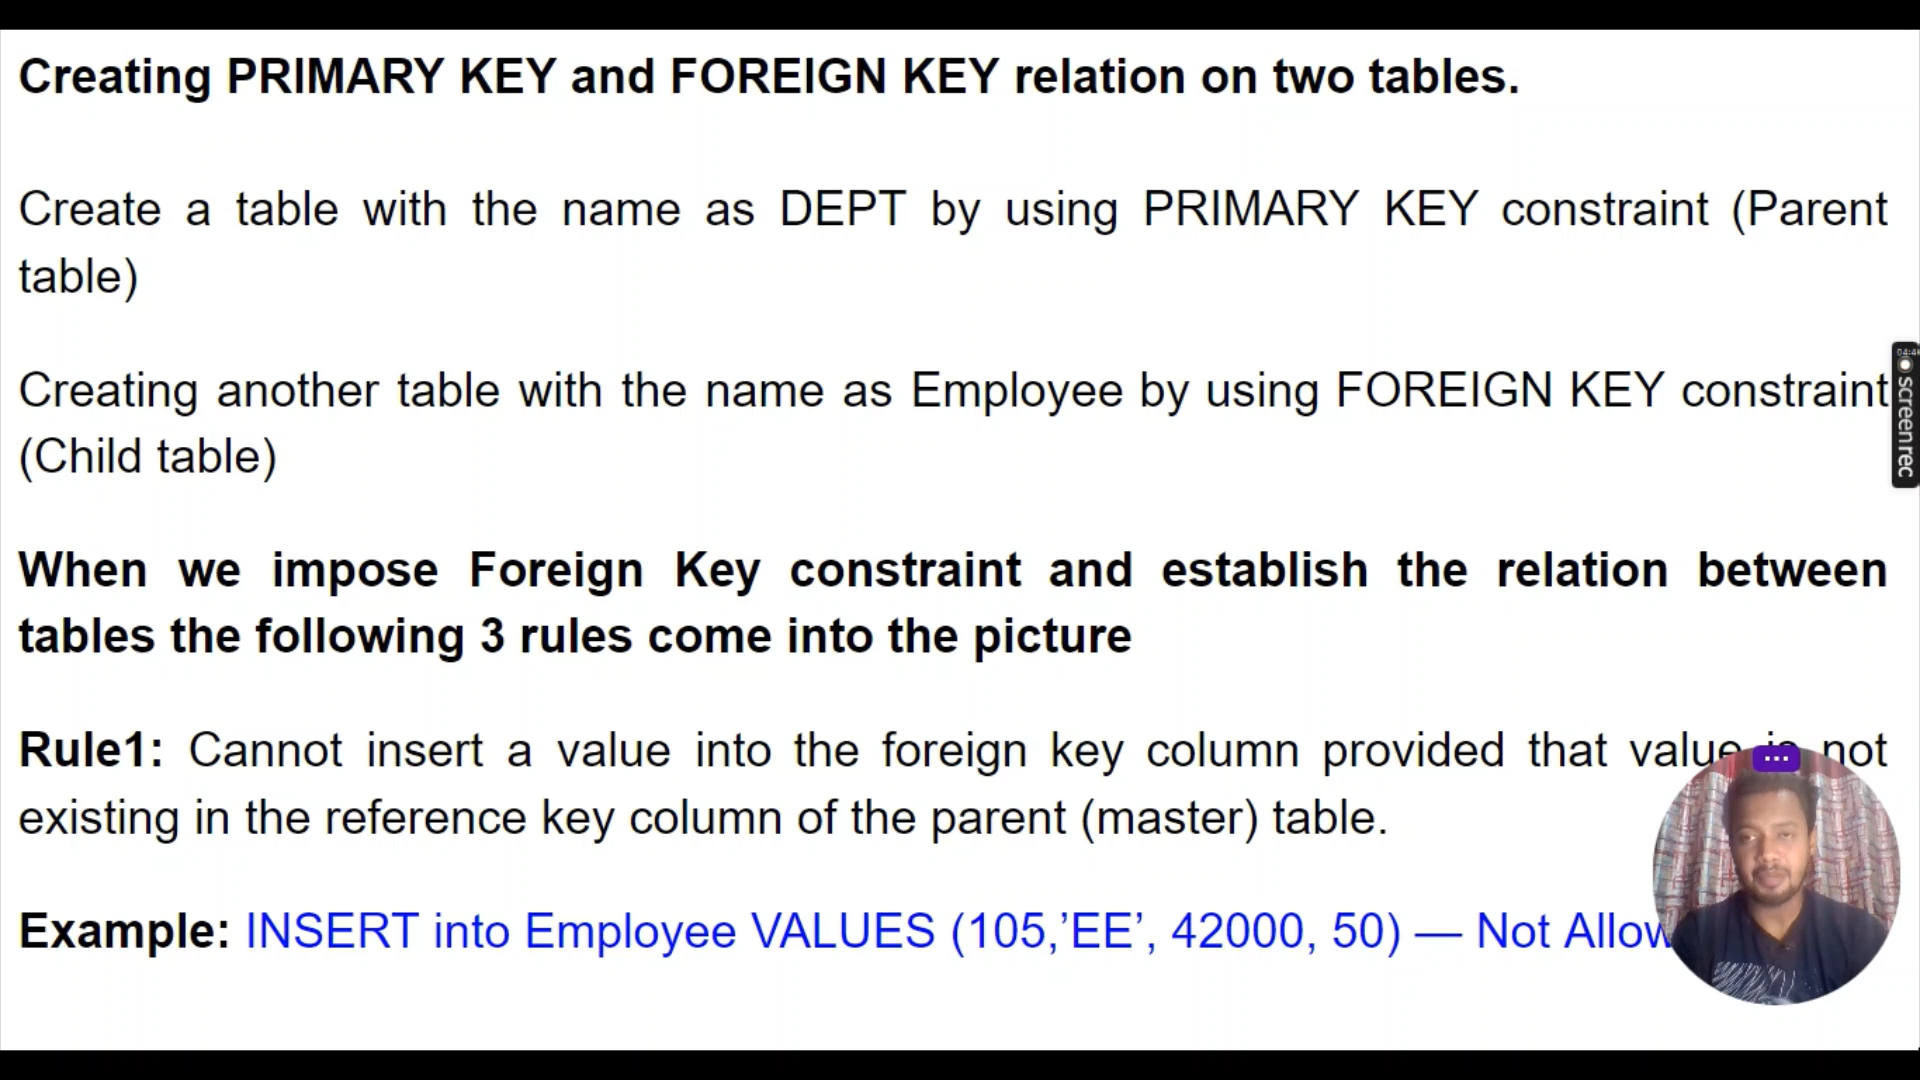 Creating PRIMARY KEY and FOREIGN KEY relation on two tables.
Create a table with the name as DEPT by using PRIMARY KEY constraint (Parent
table)
Creating another table with the name as Employee by using FOREIGN KEY constraint
(Child table)
When we impose Foreign Key constraint and establish the relation between
tables the following 3 rules come into the picture
Rule1: Cannot insert a value into the foreign key column provided that value is not
existing in the reference key column of the parent (master) table.
Example: INSERT into Employee VALUES (105,’EE’, 42000, 50) — Not Allow
screenrec